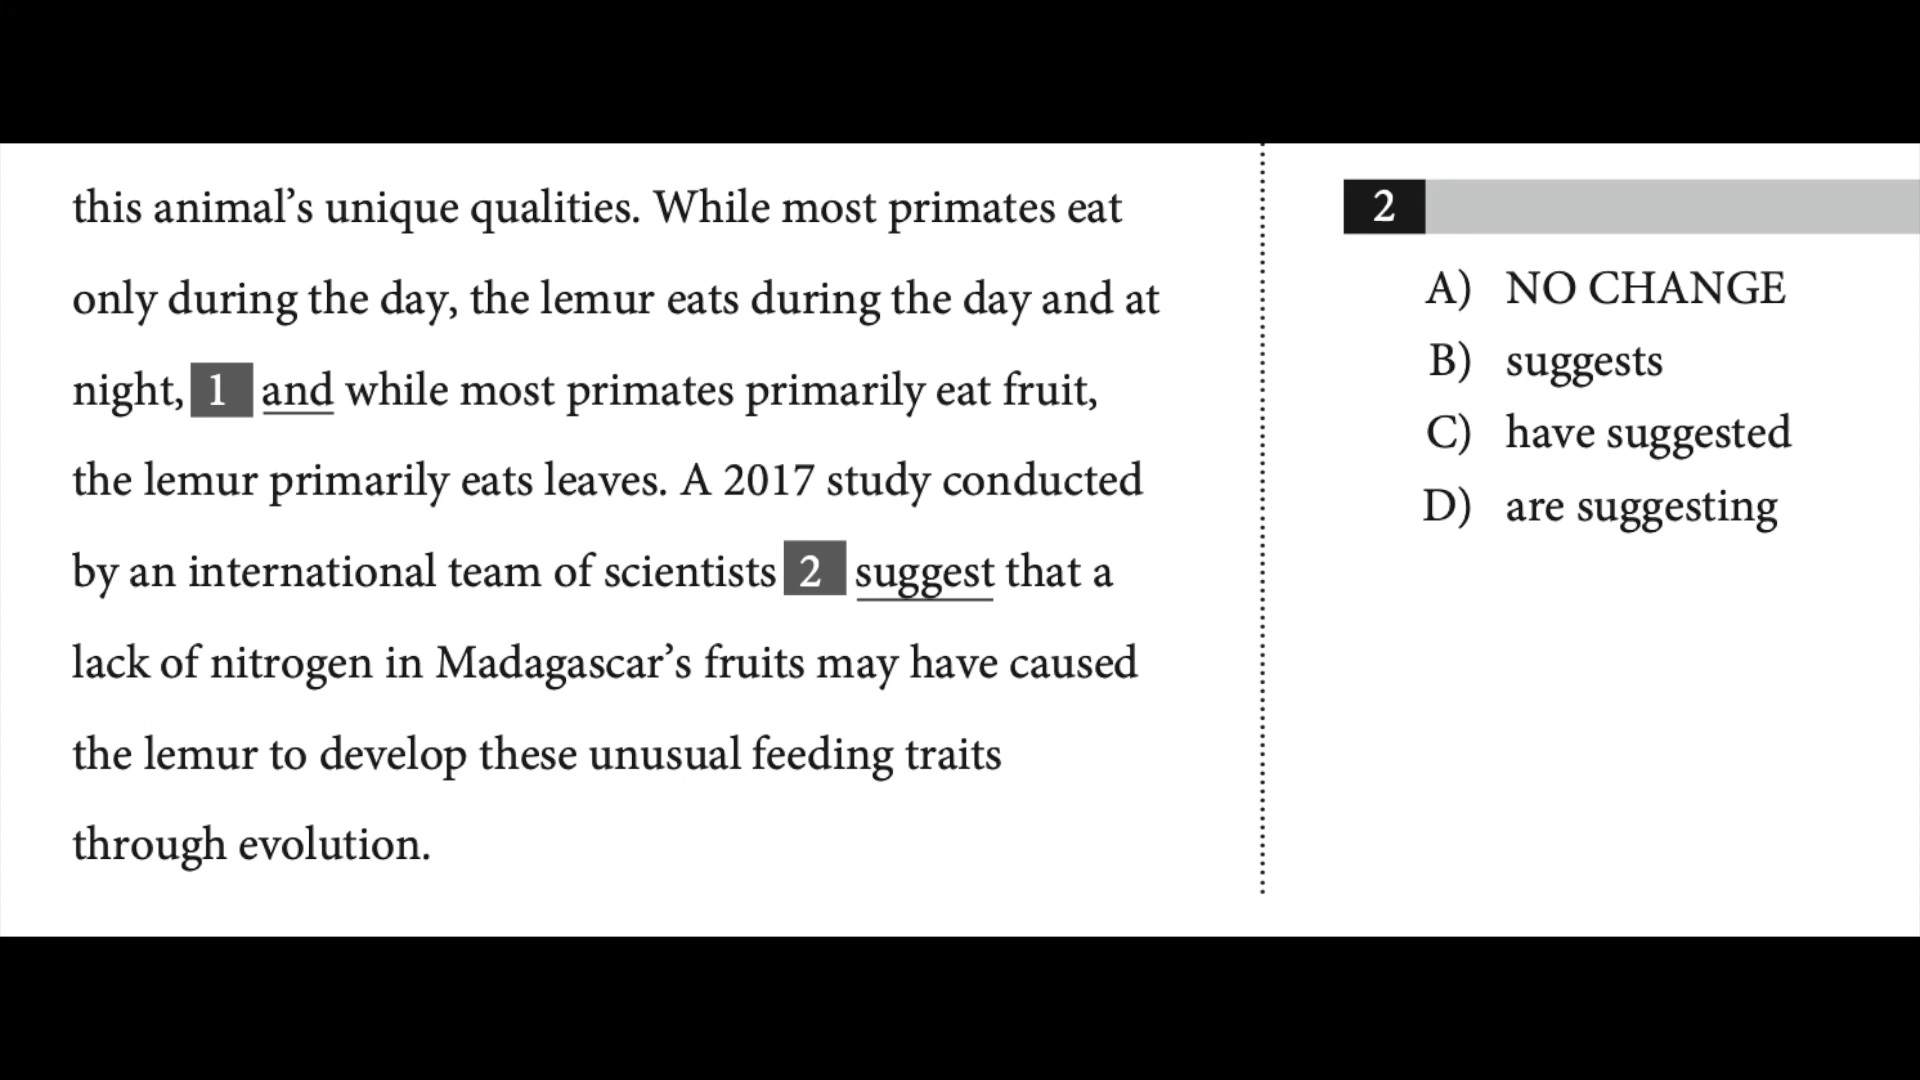 this animal’s unique qualities. While most primates eat
only during the day, the lemur eats during the day and at
night, 1 and while most primates primarily eat fruit,
the lemur primarily eats leaves. A 2017 study conducted
by an international team of scientists 2 suggest that a
lack of nitrogen in Madagascar’s fruits may have caused
the lemur to develop these unusual feeding traits
through evolution.
2
A) NO CHANGE
B) suggests
C) have suggested
D) are suggesting